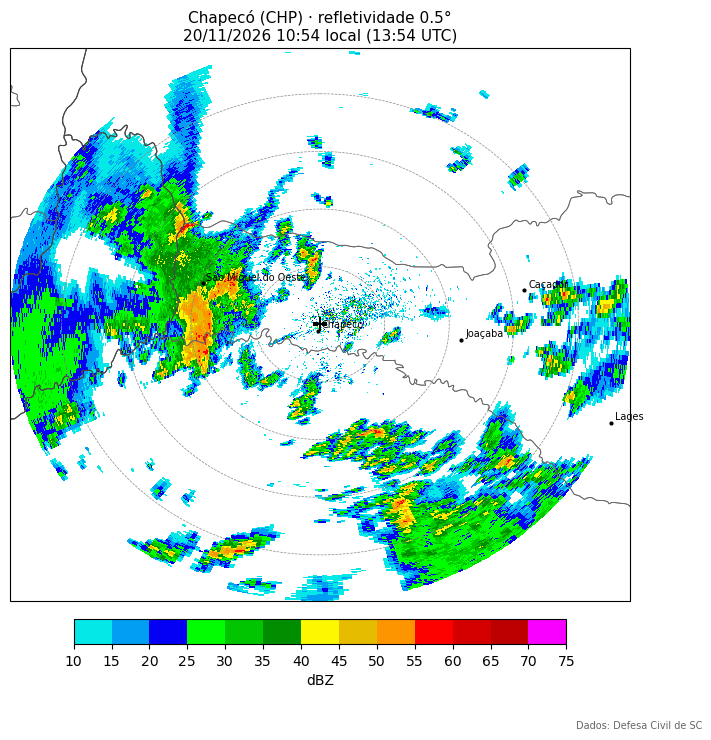 Chapecó (CHP) · refletividade 0.5°
20/11/2026 10:54 local (13:54 UTC)
São Miguel do Oeste
Caçador
Chapecó
Joaçaba
Lages
10 15 20 25 30 35 40 45 50 55 60 65 70 75
dBZ
Dados: Defesa Civil de SC